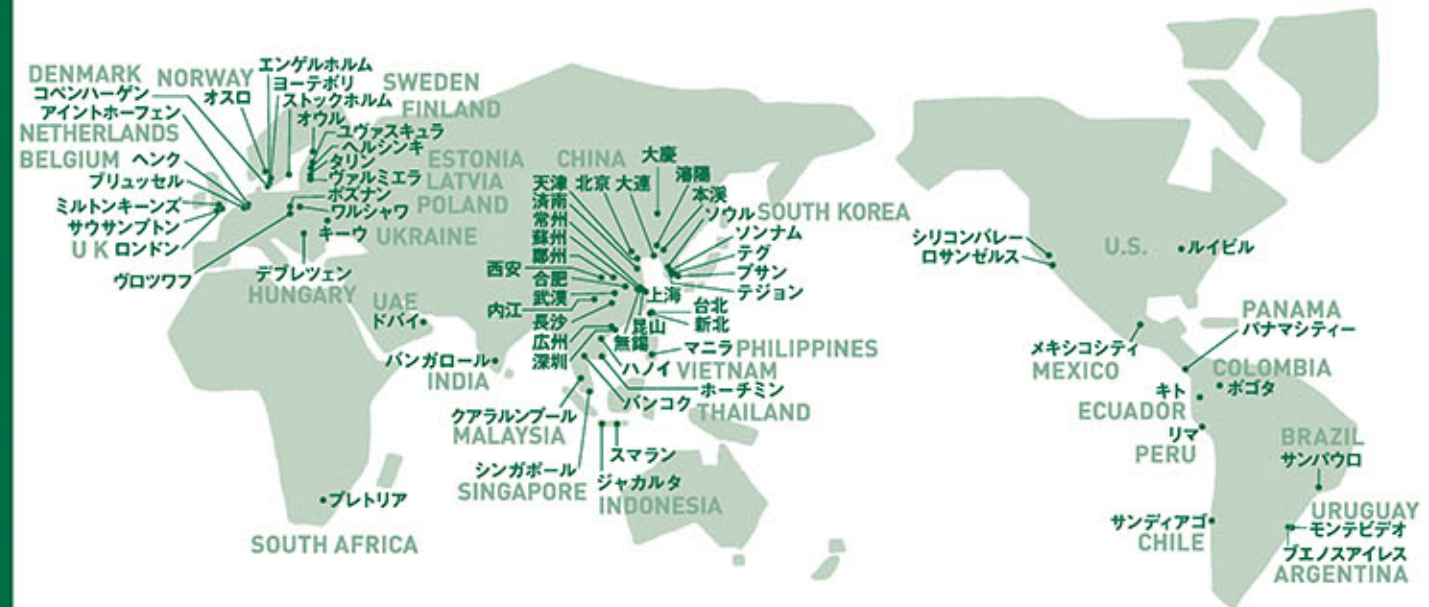 DENMARK
コペンハーゲン
アイントホーフェン
NETHERLANDS
BELGIUM ヘンク
ブリュッセル
ミルトンキーンズ
サウサンプトン
UK ロンドン
ヴロツワフ
NORWAY
オスロ
エンゲルホルム
ヨーテボリ
ストックホルム
SWEDEN
FINLAND
オウル
ユヴァスキュラ
ヘルシンキ
タリン
ESTONIA
ヴァルミエラ
LATVIA
ポズナン
ワルシャワ
POLAND
キーウ
UKRAINE
デブレツェン
HUNGARY
UAE
ドバイ
バンガロール
INDIA
プレトリア
SOUTH AFRICA
CHINA
大慶
瀋陽
本渓
天津
北京
大連
済南
常州
蘇州
鄭州
西安
合肥
武漢
内江
長沙
広州
深圳
上海
昆山
無錫
ソウル
SOUTH KOREA
ソンナム
テグ
プサン
テジョン
台北
新北
マニラ
PHILIPPINES
ハノイ
VIETNAM
ホーチミン
バンコク
THAILAND
クアラルンプール
MALAYSIA
シンガポール
SINGAPORE
スマラン
ジャカルタ
INDONESIA
シリコンバレー
ロサンゼルス
U.S.
ルイビル
メキシコシティ
MEXICO
PANAMA
パナマシティー
COLOMBIA
ボゴタ
キト
ECUADOR
リマ
PERU
BRAZIL
サンパウロ
サンディアゴ
CHILE
URUGUAY
モンテビデオ
ブエノスアイレス
ARGENTINA